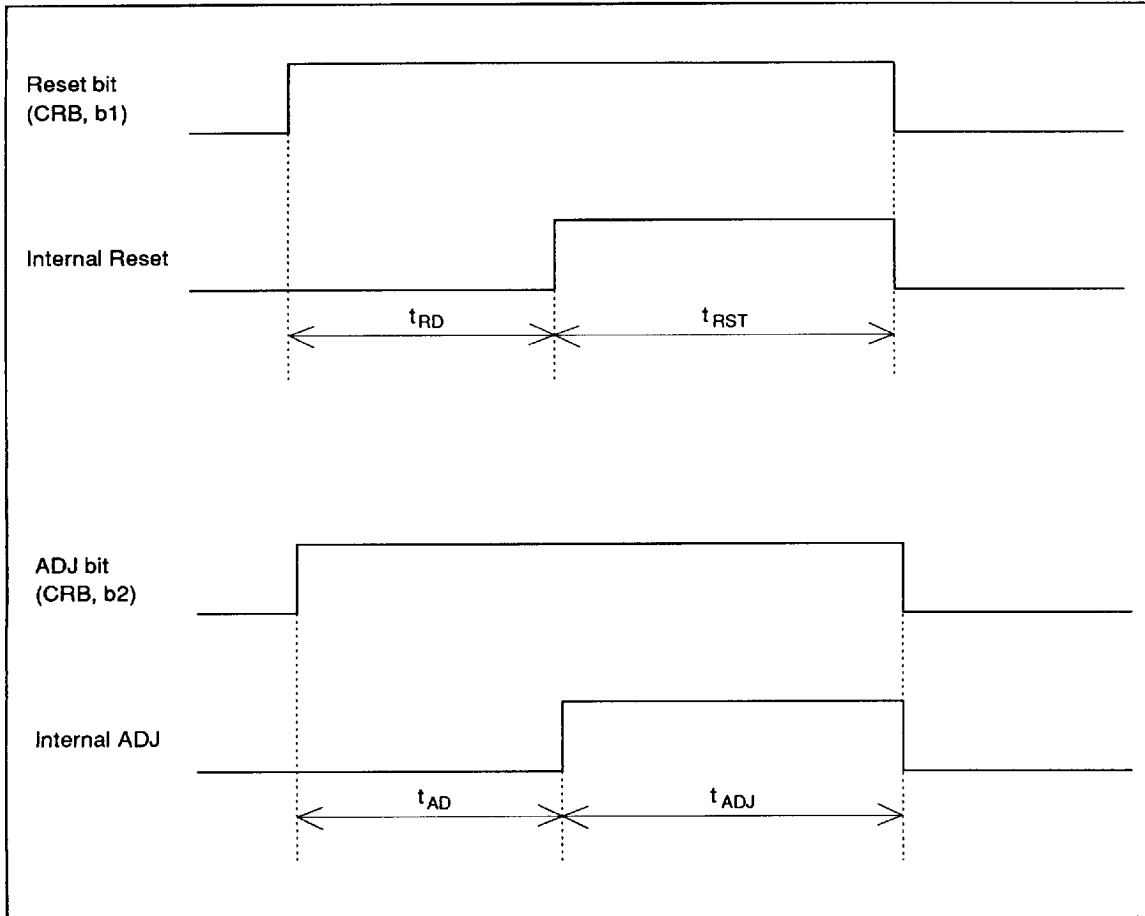 Reset bit
(CRB, b1)
Internal Reset
tRD
tRST
ADJ bit
(CRB, b2)
Internal ADJ
tAD
tADJ